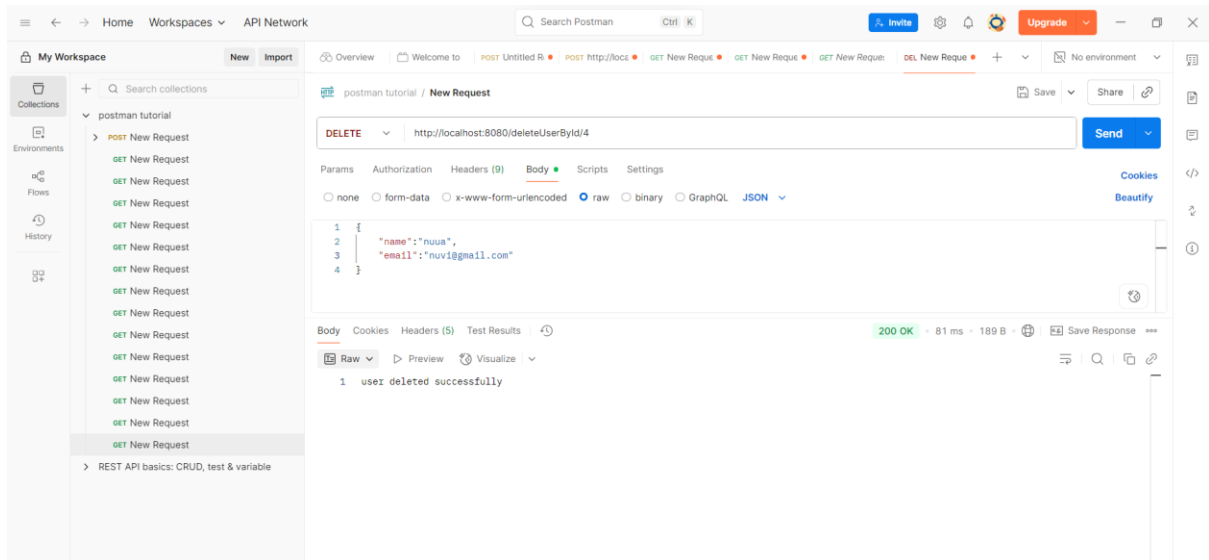 Home Workspaces API Network Search Postman Ctrl K Invite Upgrade
My Workspace New Import Overview Welcome to POST Untitled R POST http://loca GET New Reque GET New Reque GET New Reque DEL New Reque No environment
Collections
Environments
Flows
History
Search collections
postman tutorial
POST New Request
GET New Request
GET New Request
GET New Request
GET New Request
GET New Request
GET New Request
GET New Request
GET New Request
GET New Request
GET New Request
GET New Request
GET New Request
GET New Request
GET New Request
REST API basics: CRUD, test & variable
HTTP postman tutorial / New Request Save Share
DELETE http://localhost:8080/deleteUserById/4 Send
Params Authorization Headers (9) Body Scripts Settings Cookies
none form-data x-www-form-urlencoded raw binary GraphQL JSON Beautify
1 {
2 "name":"nuua",
3 "email":"nuvi@gmail.com"
4 }
Body Cookies Headers (5) Test Results 200 OK • 81 ms • 189 B • Save Response
Raw Preview Visualize
1 user deleted successfully